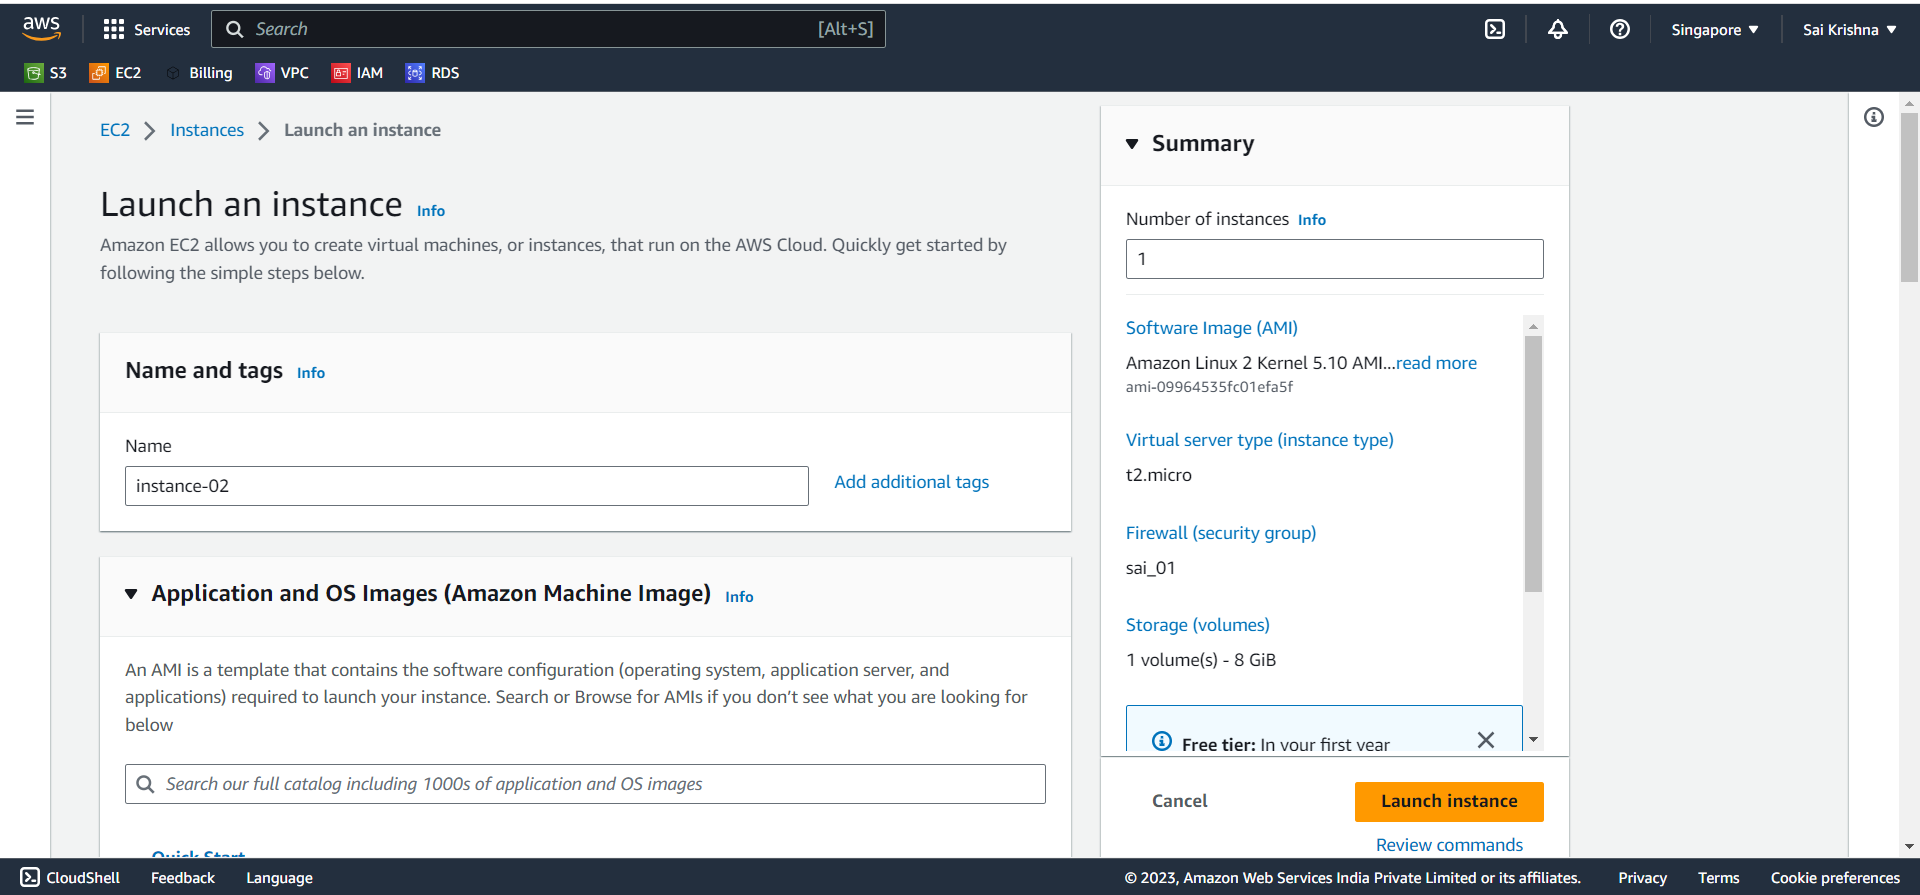 aws
Services
Search [Alt+S]
Singapore
Sai Krishna
S3
EC2
Billing
VPC
IAM
RDS
EC2
Instances
Launch an instance
Launch an instance Info
Amazon EC2 allows you to create virtual machines, or instances, that run on the AWS Cloud. Quickly get started by
following the simple steps below.
Name and tags Info
Name
instance-02
Add additional tags
Application and OS Images (Amazon Machine Image) Info
An AMI is a template that contains the software configuration (operating system, application server, and
applications) required to launch your instance. Search or Browse for AMIs if you don’t see what you are looking for
below
Search our full catalog including 1000s of application and OS images
Quick Start
Summary
Number of instances Info
1
Software Image (AMI)
Amazon Linux 2 Kernel 5.10 AMI...read more
ami-09964535fc01efa5f
Virtual server type (instance type)
t2.micro
Firewall (security group)
sai_01
Storage (volumes)
1 volume(s) - 8 GiB
Free tier: In your first year
Cancel
Launch instance
Review commands
CloudShell
Feedback
Language
© 2023, Amazon Web Services India Private Limited or its affiliates.
Privacy
Terms
Cookie preferences